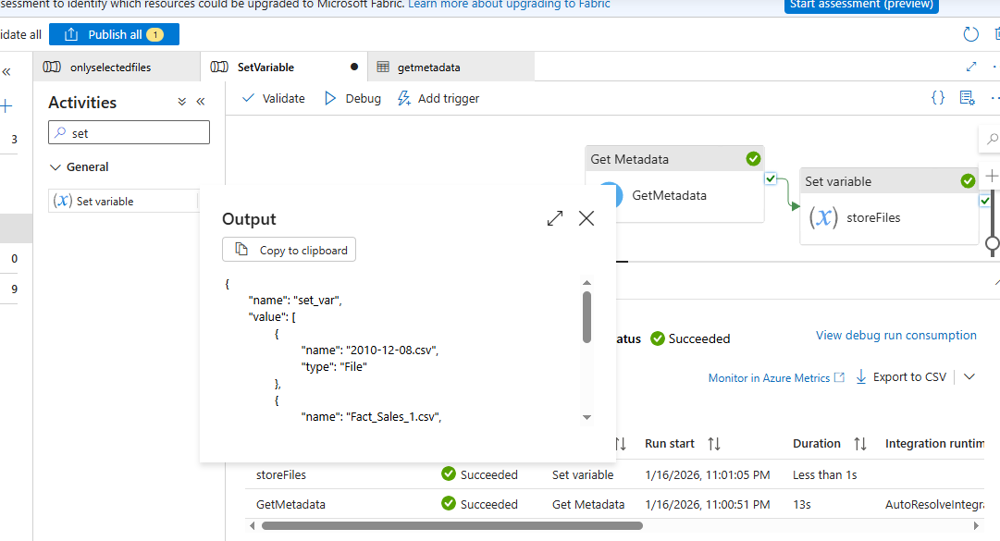 sessment to identify which resources could be upgraded to Microsoft Fabric. Learn more about upgrading to Fabric
Start assessment (preview)
idate all
Publish all 1
onlyselectedfiles
SetVariable
getmetadata
Activities
Validate
Debug
Add trigger
{}
set
3
General
(x) Set variable
Get Metadata
GetMetadata
Set variable
(x) storeFiles
0
9
Output
Copy to clipboard
{
"name": "set_var",
"value": [
{
"name": "2010-12-08.csv",
"type": "File"
},
{
"name": "Fact_Sales_1.csv",
atus Succeeded
View debug run consumption
Monitor in Azure Metrics
Export to CSV
Run start
Duration
Integration runtim
storeFiles Succeeded Set variable 1/16/2026, 11:01:05 PM Less than 1s
GetMetadata Succeeded Get Metadata 1/16/2026, 11:00:51 PM 13s AutoResolveIntegra